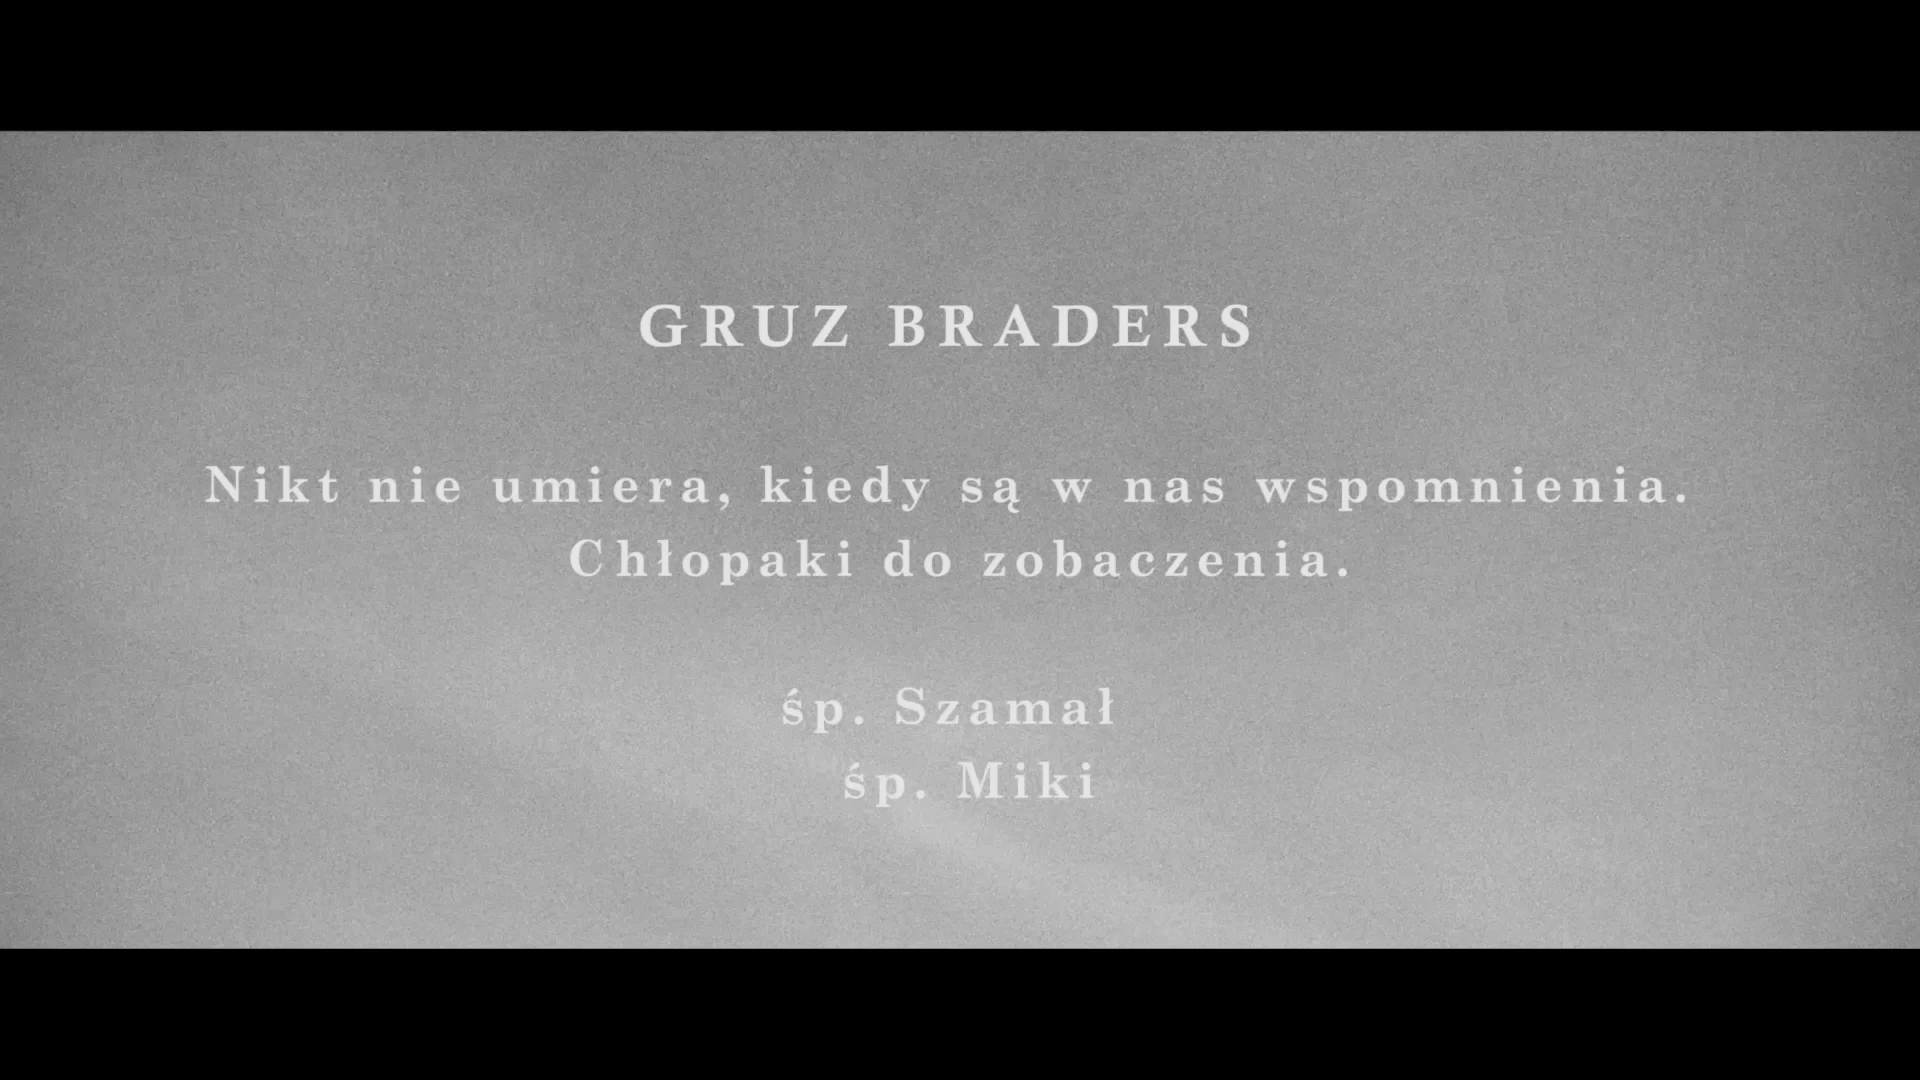 GRUZ BRADERS
Nikt nie umiera, kiedy są w nas wspomnienia.
Chłopaki do zobaczenia.
śp. Szamał
śp. Miki